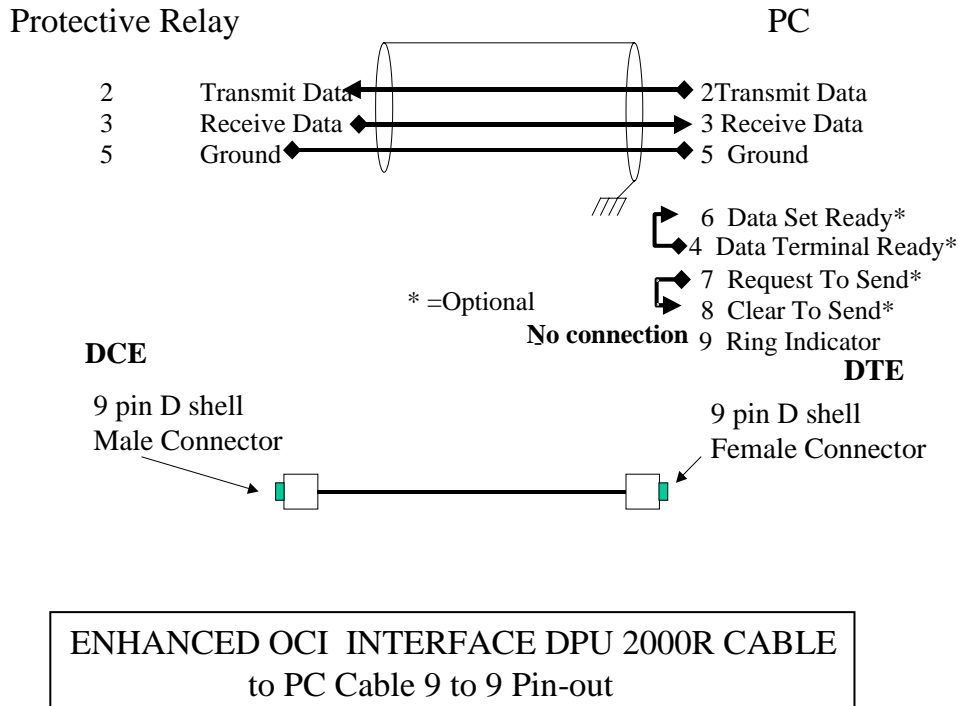 Protective Relay PC
2 Transmit Data 2Transmit Data
3 Receive Data 3 Receive Data
5 Ground 5 Ground
6 Data Set Ready*
4 Data Terminal Ready*
7 Request To Send*
* =Optional
8 Clear To Send*
No connection 9 Ring Indicator
DCE
DTE
9 pin D shell
Male Connector
9 pin D shell
Female Connector
ENHANCED OCI INTERFACE DPU 2000R CABLE
to PC Cable 9 to 9 Pin-out